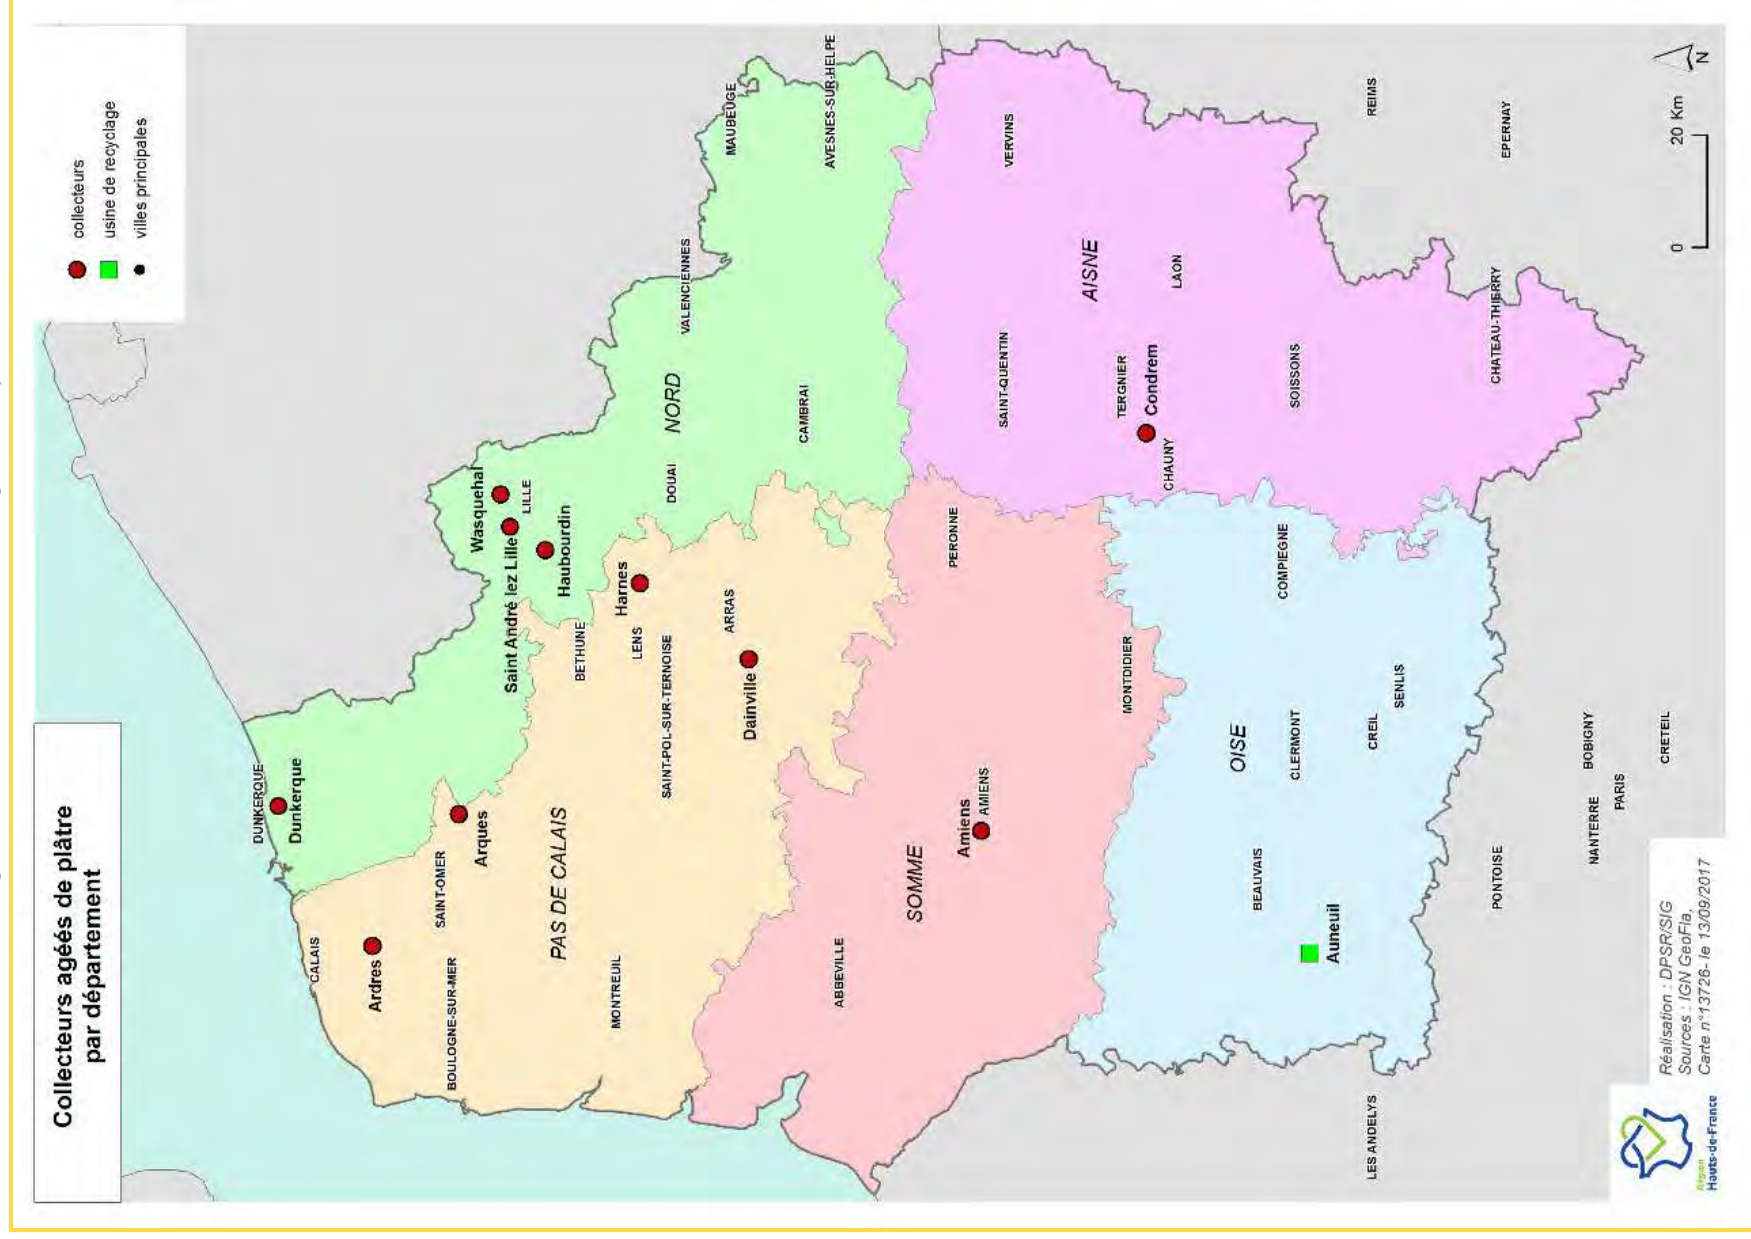 Collecteurs agéés de plâtre
par département
collecteurs
usine de recyclage
villes principales
DUNKERQUE
Dunkerque
CALAIS
Ardres
SAINT-OMER
Arques
BOULOGNE-SUR-MER
PAS DE CALAIS
MONTREUIL
Wasquehal
LILLE
Saint André lez Lille
Haubourdin
Harnes
BETHUNE
LENS
SAINT-POL-SUR-TERNOISE
ARRAS
Dainville
DOUAI
NORD
VALENCIENNES
CAMBRAI
MAUBEUGE
AVESNES-SUR-HELPE
ABBEVILLE
SOMME
Amiens
AMIENS
PERONNE
MONTDIDIER
VERVINS
SAINT-QUENTIN
AISNE
TERGNIER
Condrem
CHAUNY
LAON
SOISSONS
CHATEAU-THIERRY
OISE
BEAUVAIS
Auneuil
CLERMONT
COMPIEGNE
CREIL
SENLIS
REIMS
EPERNAY
LES ANDELYS
PONTOISE
NANTERRE
BOBIGNY
PARIS
CRETEIL
0
20 Km
N
Région
Hauts-de-France
Réalisation : DPSR/SIG
Sources : IGN GeoFla,
Carte n°13726- le 13/09/2017